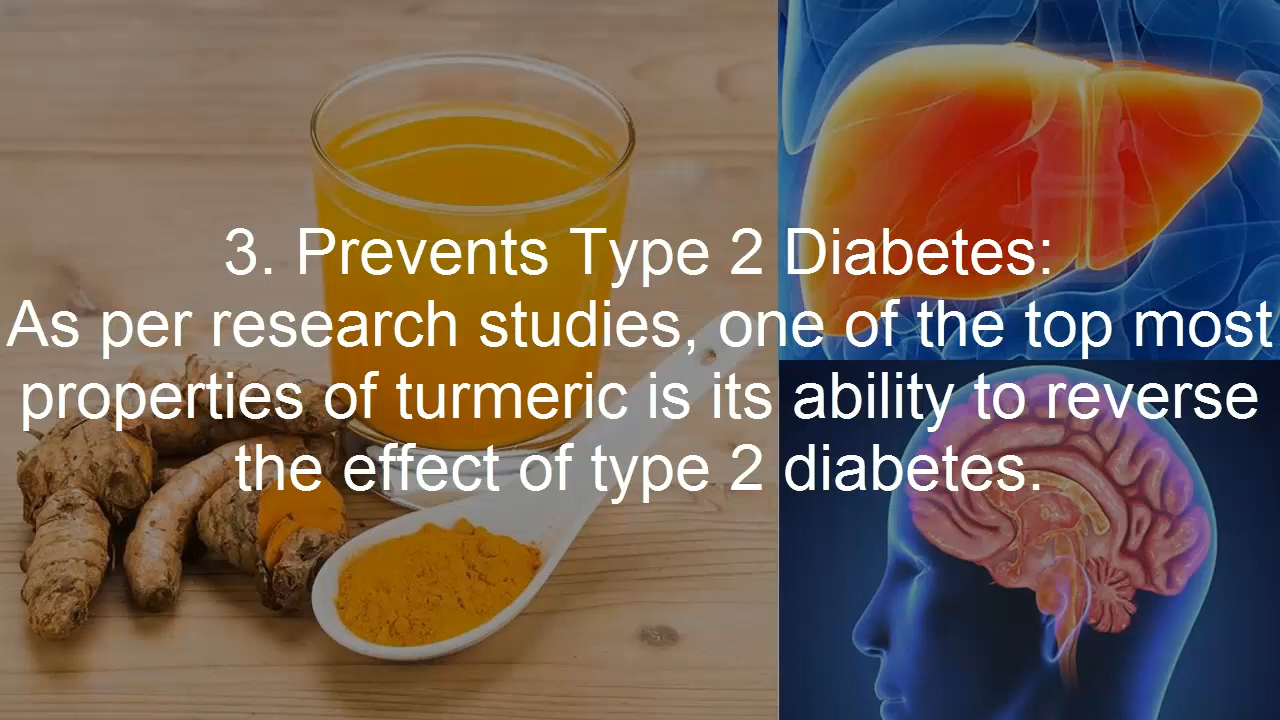 3. Prevents Type 2 Diabetes:
As per research studies, one of the top most
properties of turmeric is its ability to reverse
the effect of type 2 diabetes.